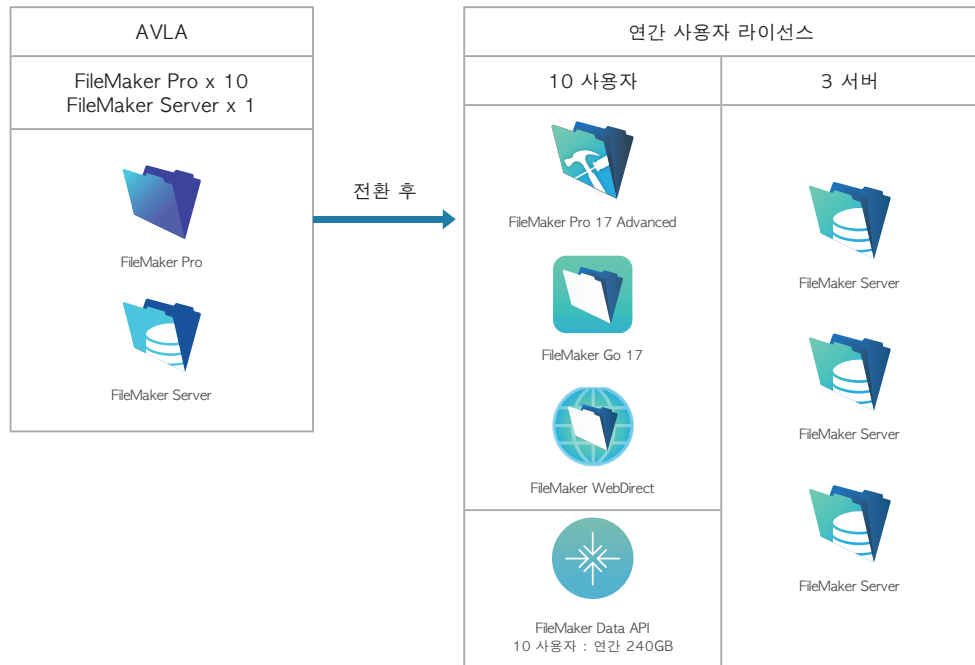 AVLA
FileMaker Pro x 10
FileMaker Server x 1
FileMaker Pro
FileMaker Server
전환 후
연간 사용자 라이선스
10 사용자
3 서버
FileMaker Pro 17 Advanced
FileMaker Go 17
FileMaker WebDirect
FileMaker Data API
10 사용자 : 연간 240GB
FileMaker Server
FileMaker Server
FileMaker Server